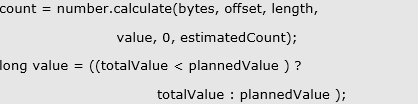 count = number.calculate(bytes, offset, length,
value, 0, estimatedCount);
long value = ((totalValue < plannedValue ) ?
totalValue : plannedValue );